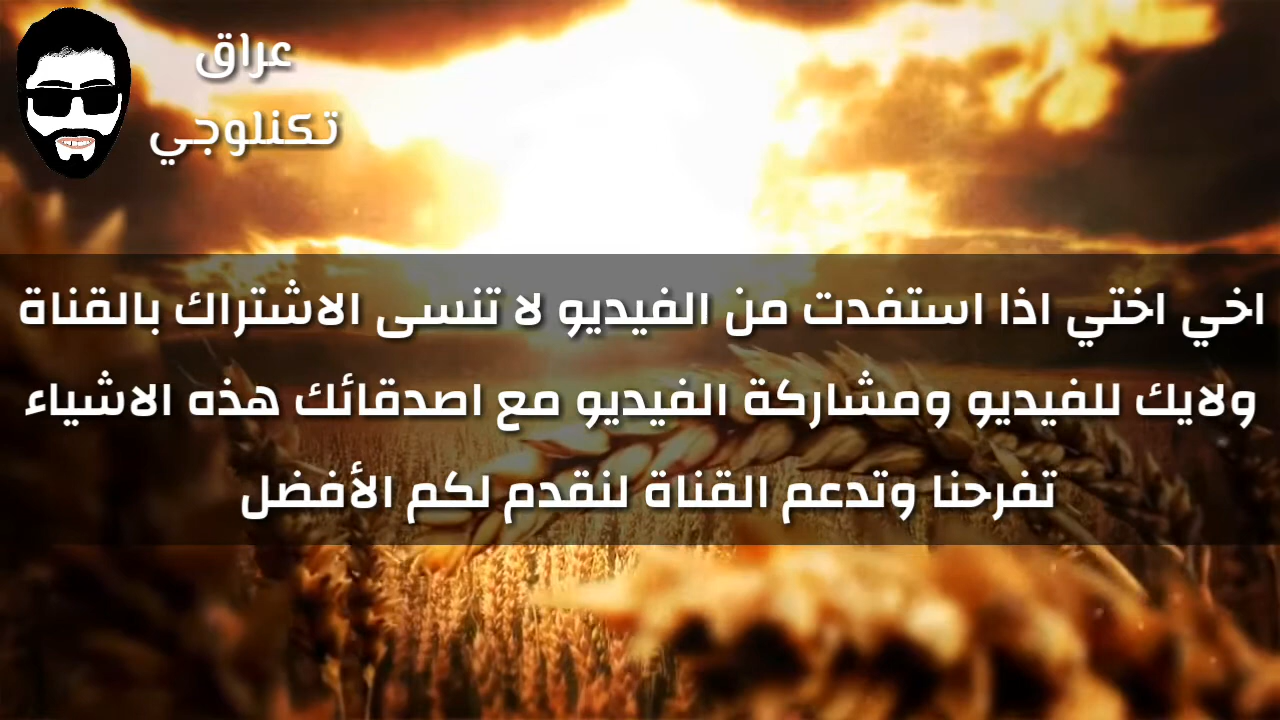 عراق
تكنلوجي
اخي اختي اذا استفدت من الفيديو لا تنسى الاشتراك بالقناة
ولايك للفيديو ومشاركة الفيديو مع اصدقائك هذه الاشياء
تفرحنا وتدعم القناة لنقدم لكم الأفضل